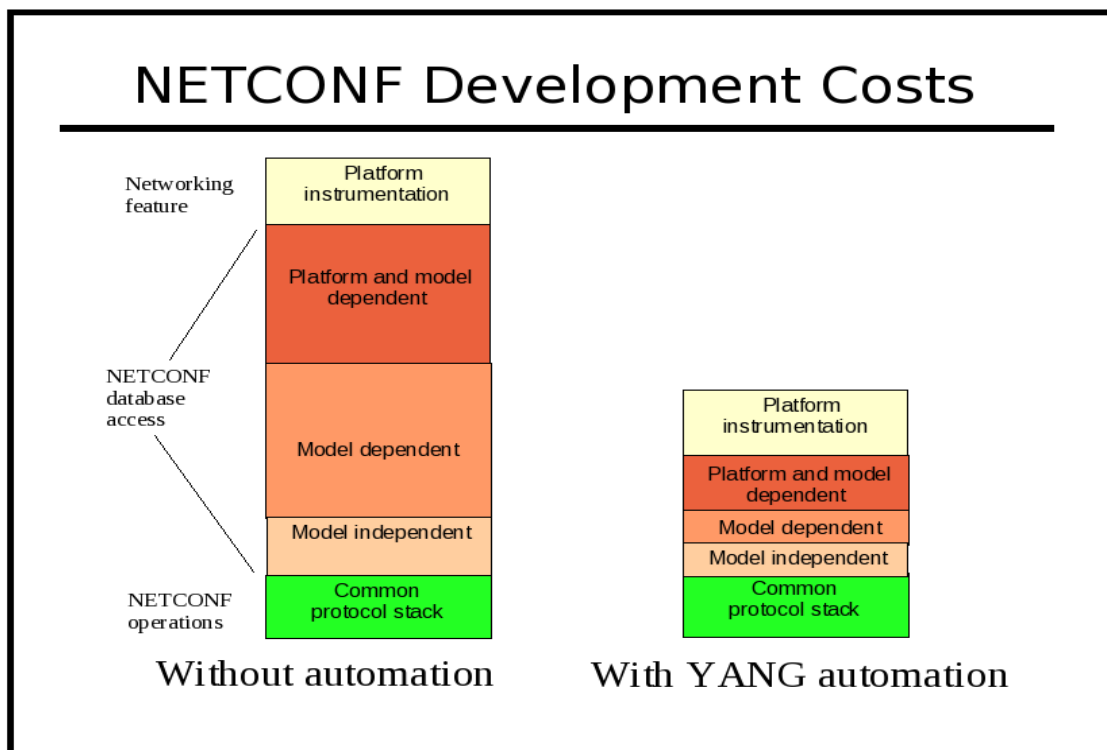 NETCONF Development Costs
Networking
feature
NETCONF
database
access
NETCONF
operations
Platform
instrumentation
Platform and model
dependent
Model dependent
Model independent
Common
protocol stack
Without automation
Platform
instrumentation
Platform and model
dependent
Model dependent
Model independent
Common
protocol stack
With YANG automation